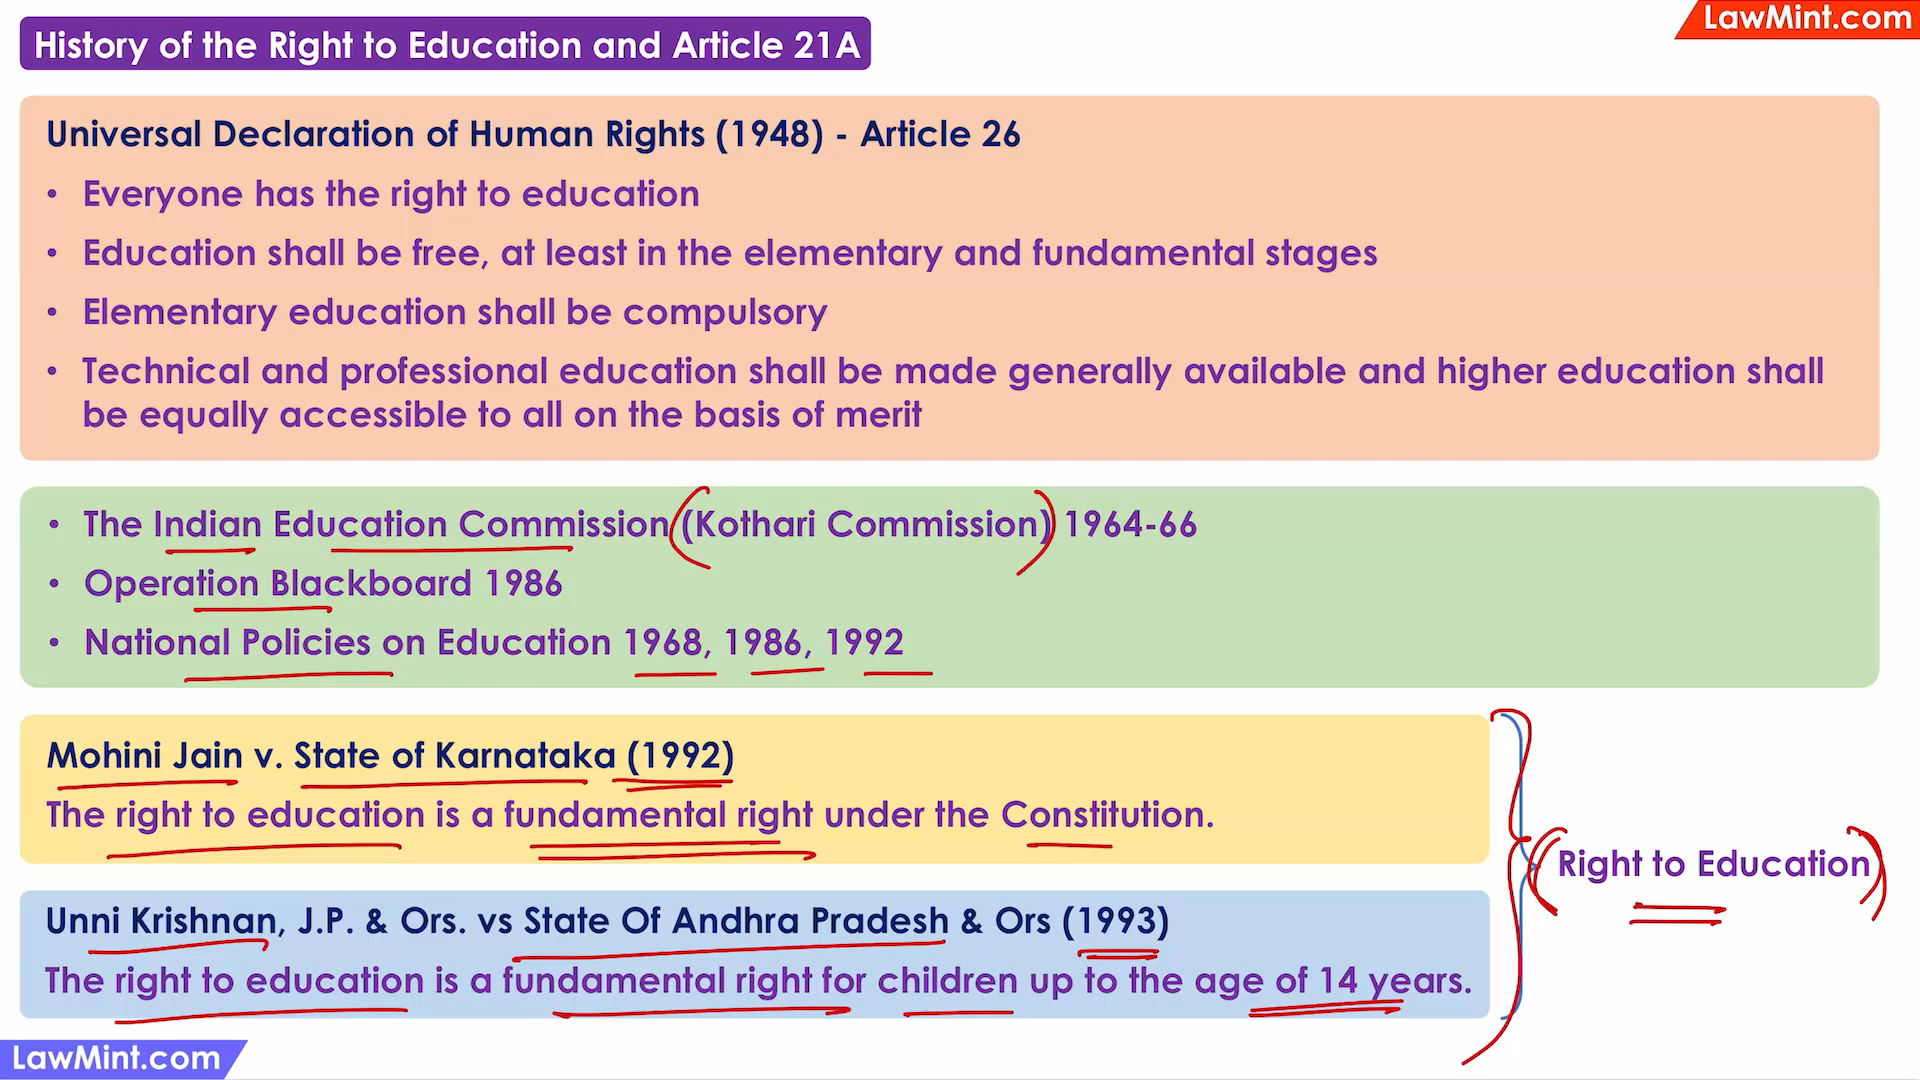 History of the Right to Education and Article 21A
LawMint.com
Universal Declaration of Human Rights (1948) - Article 26
• Everyone has the right to education
• Education shall be free, at least in the elementary and fundamental stages
• Elementary education shall be compulsory
• Technical and professional education shall be made generally available and higher education shall
be equally accessible to all on the basis of merit
• The Indian Education Commission (Kothari Commission) 1964-66
• Operation Blackboard 1986
• National Policies on Education 1968, 1986, 1992
Mohini Jain v. State of Karnataka (1992)
The right to education is a fundamental right under the Constitution.
Unni Krishnan, J.P. & Ors. vs State Of Andhra Pradesh & Ors (1993)
The right to education is a fundamental right for children up to the age of 14 years.
Right to Education
LawMint.com